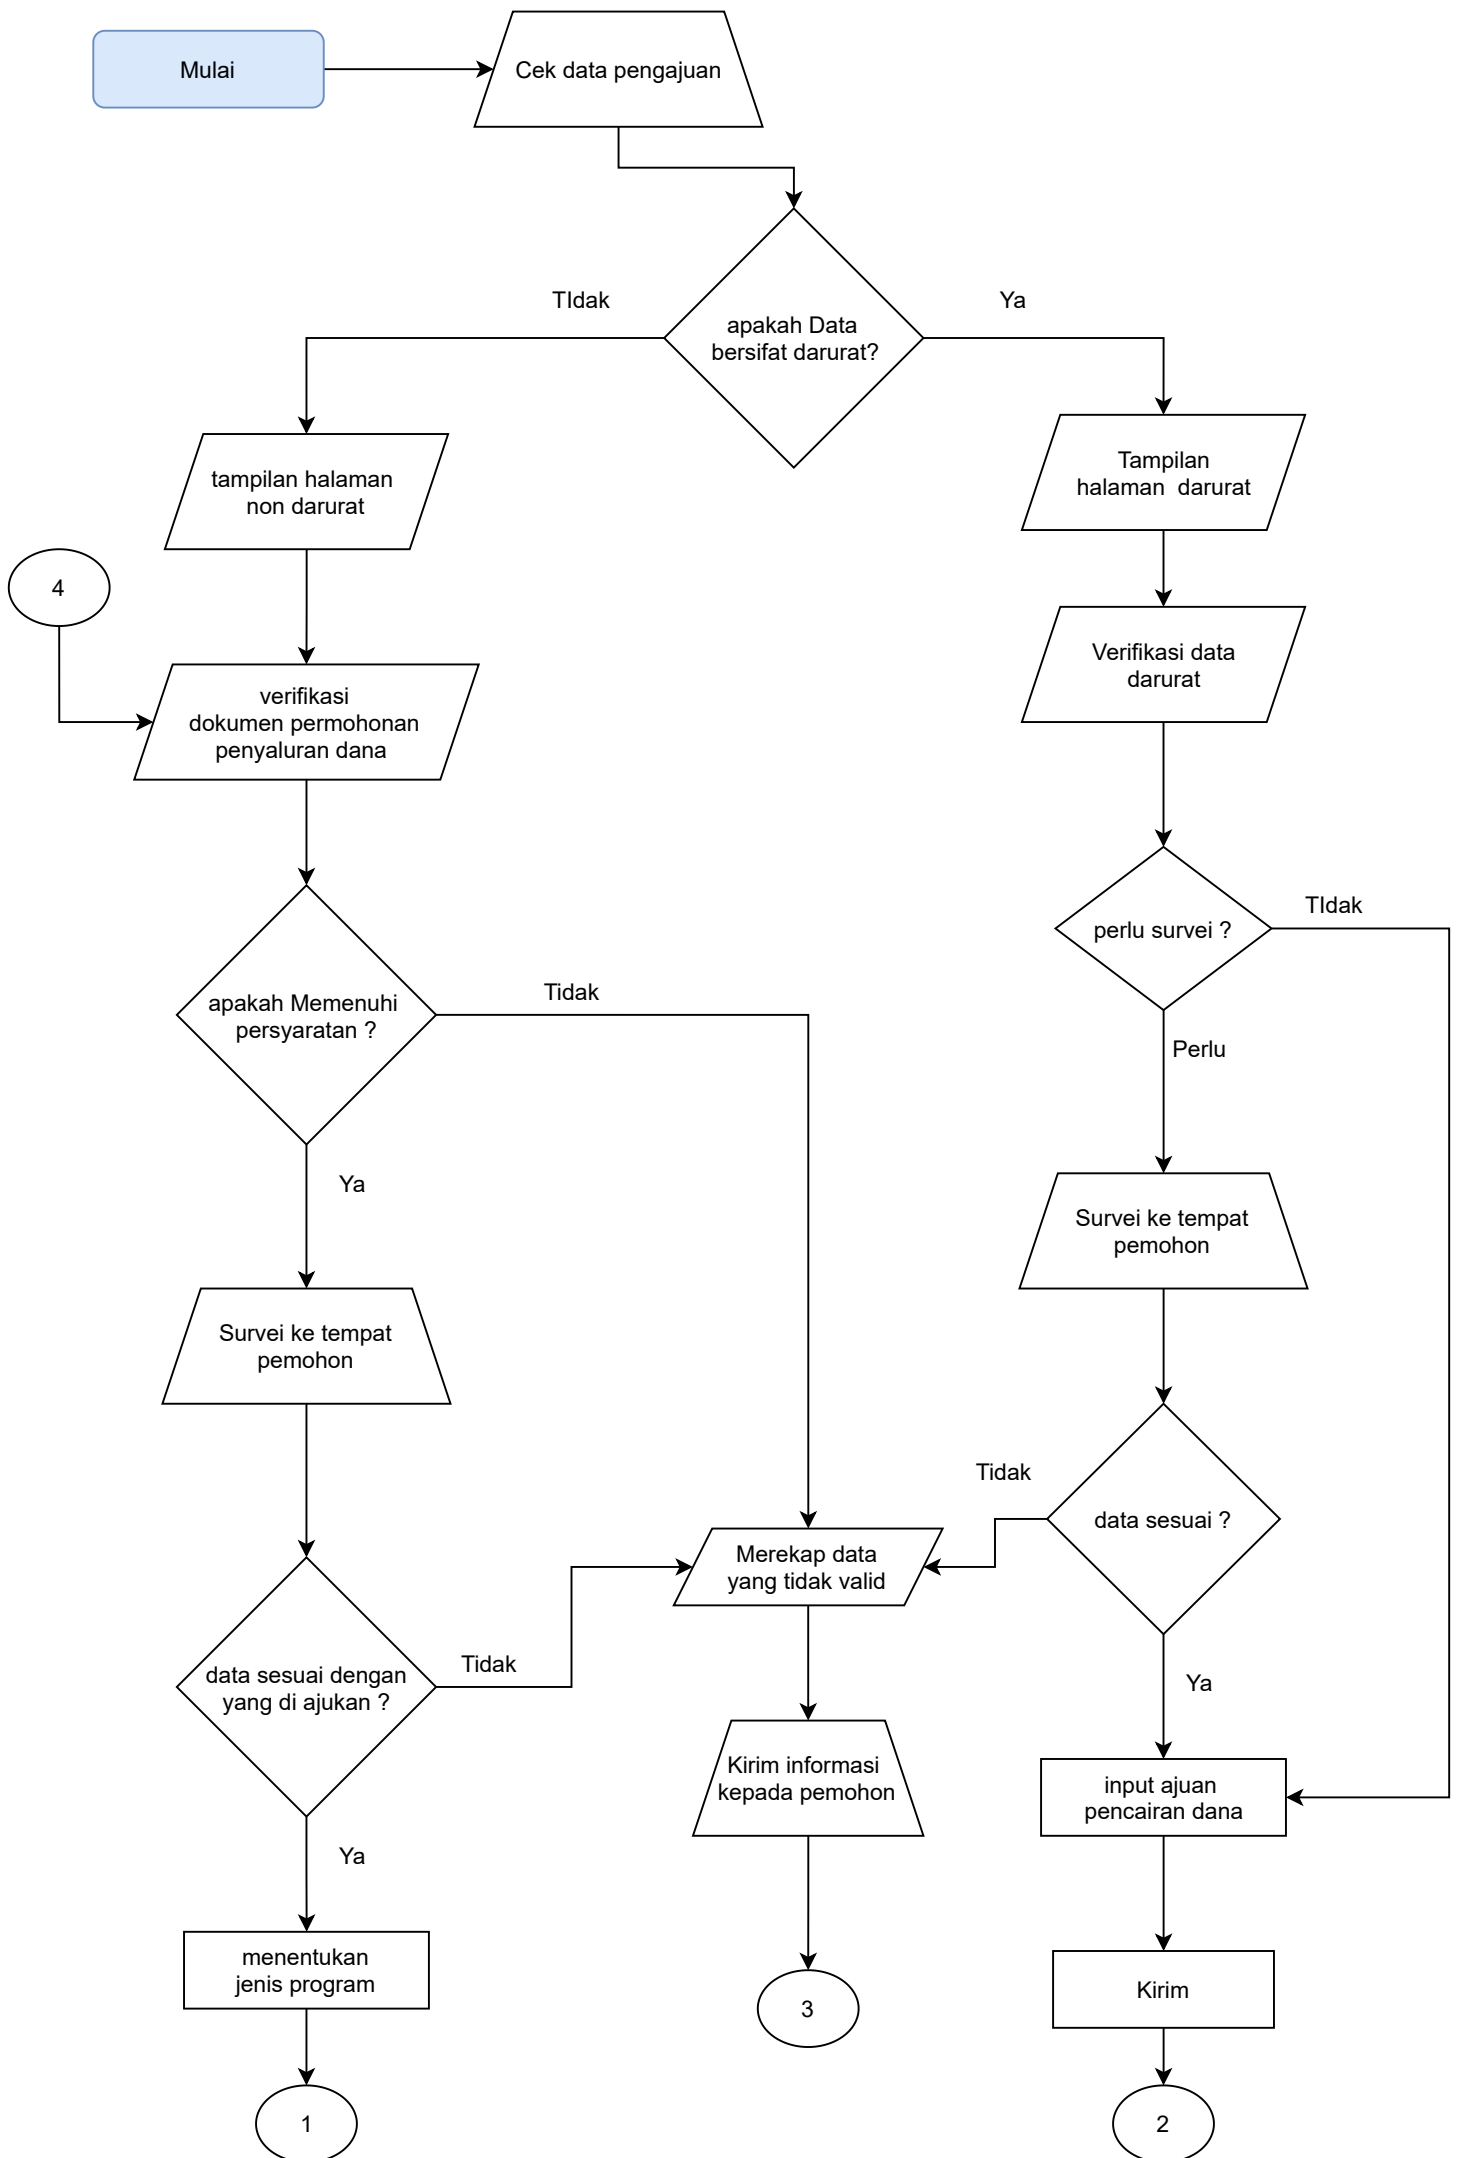 Mulai
Cek data pengajuan
TIdak
Ya
apakah Data
bersifat darurat?
tampilan halaman
non darurat
Tampilan
halaman  darurat
4
Verifikasi data
darurat
verifikasi
dokumen permohonan
penyaluran dana
perlu survei ?
TIdak
apakah Memenuhi
persyaratan ?
Tidak
Perlu
Ya
Survei ke tempat
pemohon
Survei ke tempat
pemohon
Tidak
data sesuai ?
Merekap data
yang tidak valid
data sesuai dengan
yang di ajukan ?
Tidak
Ya
Kirim informasi
kepada pemohon
input ajuan
pencairan dana
Ya
menentukan
jenis program
3
Kirim
1
2